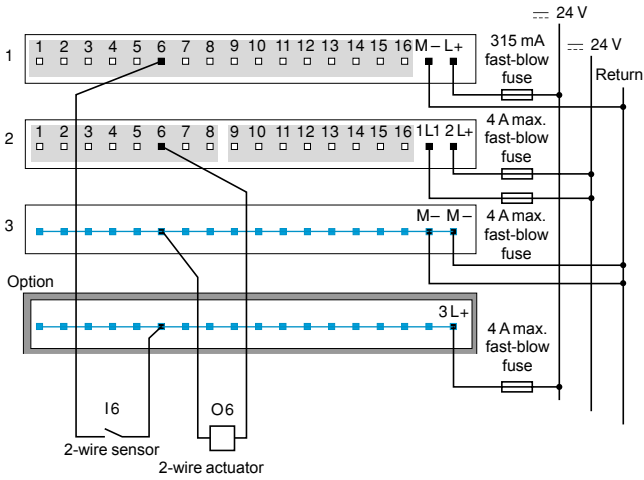 ⎓ 24 V
⎓ 24 V
Return
1
1 2 3 4 5 6 7 8 9 10 11 12 13 14 15 16 M– L+
315 mA
fast-blow
fuse
2
1 2 3 4 5 6 7 8 9 10 11 12 13 14 15 16 1L1 2 L+
4 A max.
fast-blow
fuse
3
M– M–
4 A max.
fast-blow
fuse
Option
3 L+
4 A max.
fast-blow
fuse
I6
2-wire sensor
O6
2-wire actuator